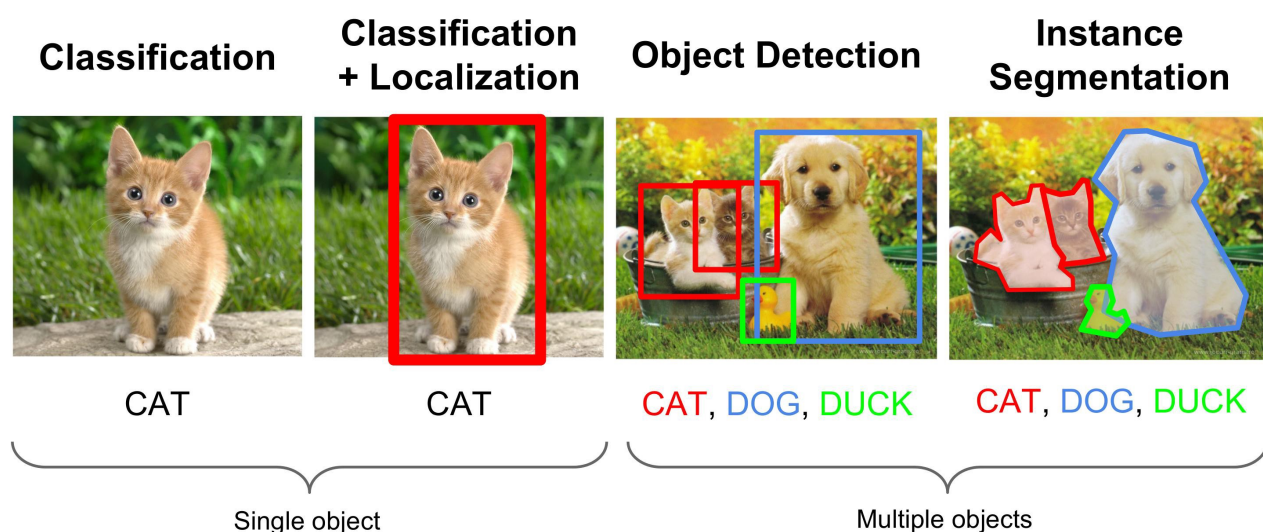 Classification
Classification
+ Localization
Object Detection
Instance
Segmentation
CAT
CAT
CAT, DOG, DUCK
CAT, DOG, DUCK
Single object
Multiple objects